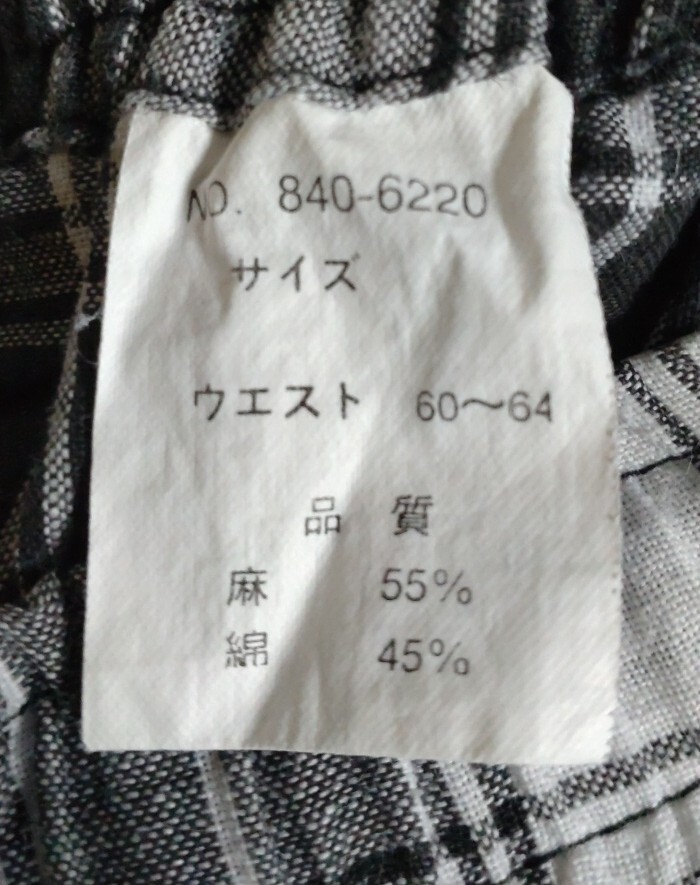 NO. 840-6220
サイズ
ウエスト 60〜64
品 質
麻 55%
綿 45%